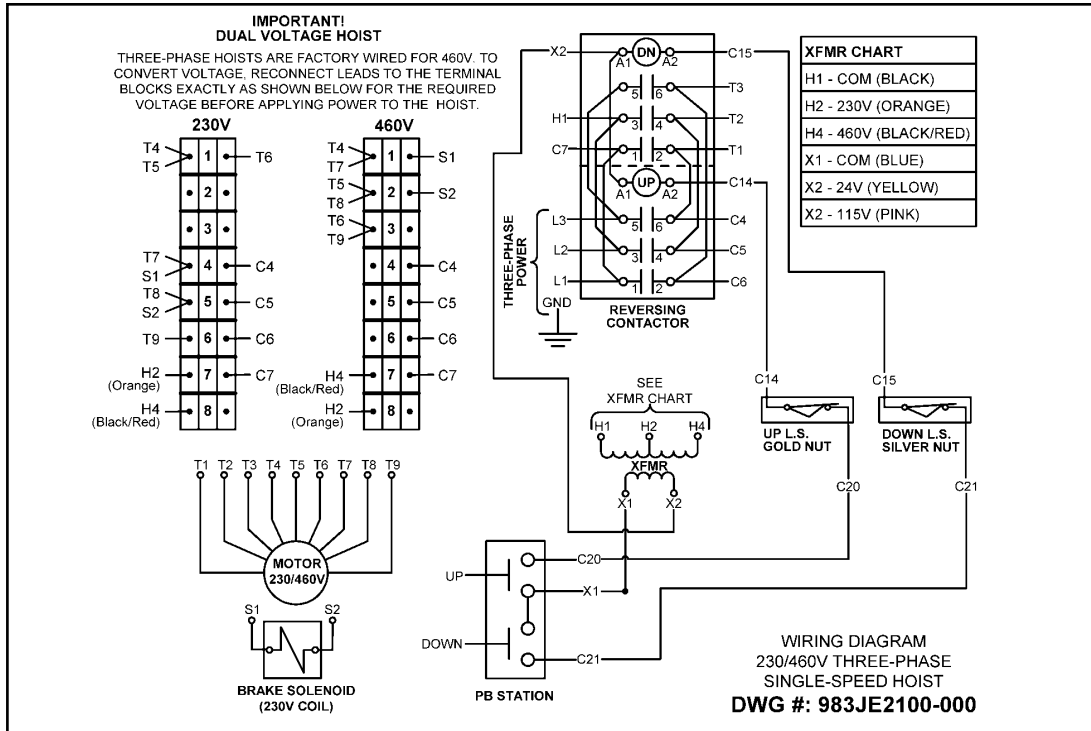 IMPORTANT!
DUAL VOLTAGE HOIST
THREE-PHASE HOISTS ARE FACTORY WIRED FOR 460V. TO
CONVERT VOLTAGE, RECONNECT LEADS TO THE TERMINAL
BLOCKS EXACTLY AS SHOWN BELOW FOR THE REQUIRED
VOLTAGE BEFORE APPLYING POWER TO THE HOIST.
230V
T4
T5
1
T6
2
3
T7
S1
4
C4
T8
S2
5
C5
T9
6
C6
H2
(Orange)
7
C7
H4
(Black/Red)
8
460V
T4
T7
1
S1
T5
T8
2
S2
T6
T9
3
4
C4
5
C5
6
C6
H4
(Black/Red)
7
C7
H2
(Orange)
8
X2
A1
DN
A2
C15
5
6
T3
H1
3
4
T2
C7
1
2
T1
A1
UP
A2
C14
L3
5
6
C4
L2
3
4
C5
L1
1
2
C6
THREE-PHASE
POWER
GND
REVERSING
CONTACTOR
XFMR CHART
H1 - COM (BLACK)
H2 - 230V (ORANGE)
H4 - 460V (BLACK/RED)
X1 - COM (BLUE)
X2 - 24V (YELLOW)
X2 - 115V (PINK)
C14
C15
UP L.S.
GOLD NUT
DOWN L.S.
SILVER NUT
C20
C21
SEE
XFMR CHART
H1
H2
H4
XFMR
X1
X2
T1
T2
T3
T4
T5
T6
T7
T8
T9
MOTOR
230/460V
S1
S2
BRAKE SOLENOID
(230V COIL)
UP
DOWN
C20
X1
C21
PB STATION
WIRING DIAGRAM
230/460V THREE-PHASE
SINGLE-SPEED HOIST
DWG #: 983JE2100-000